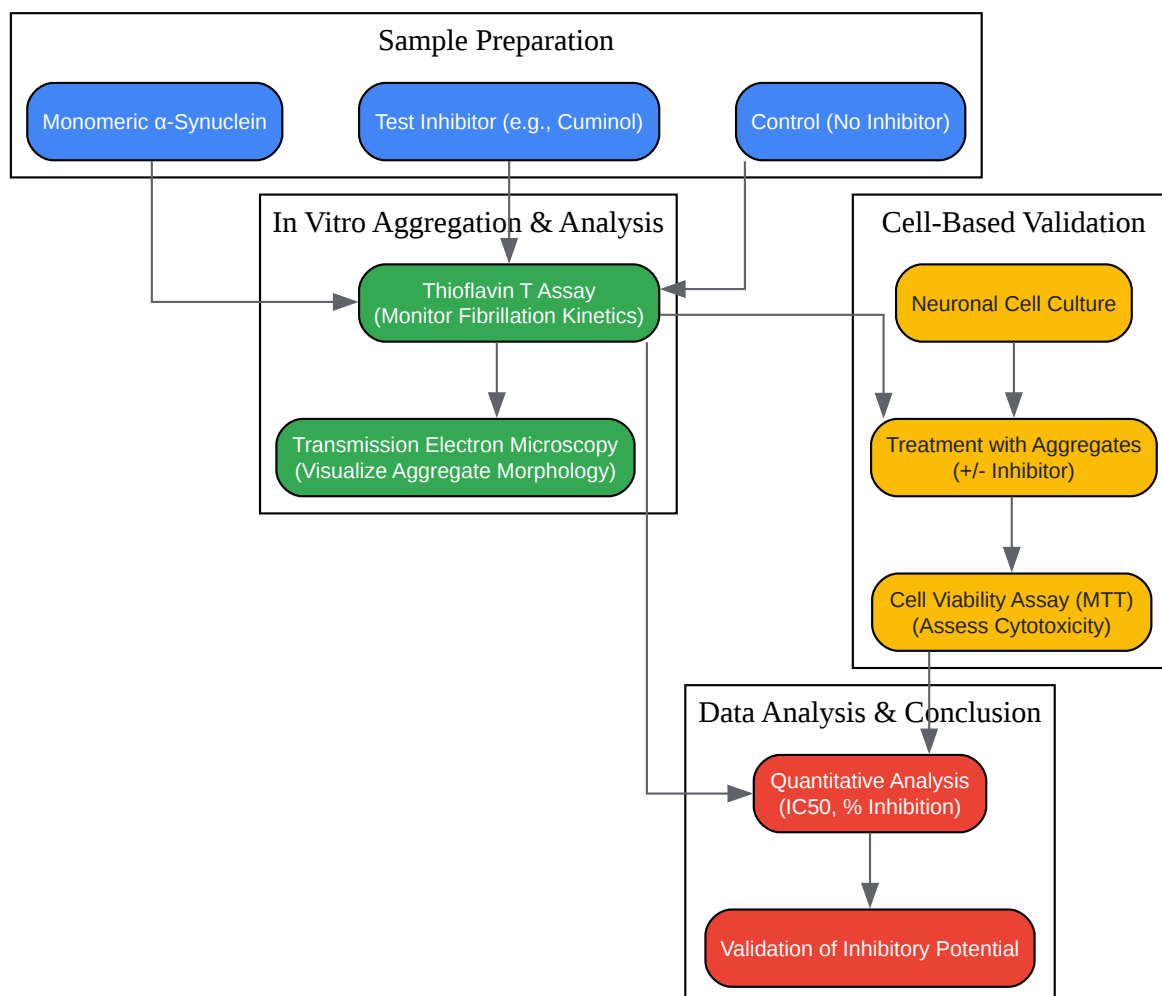 Sample Preparation
Monomeric α-Synuclein
Test Inhibitor (e.g., Cuminol)
Control (No Inhibitor)
In Vitro Aggregation & Analysis
Thioflavin T Assay
(Monitor Fibrillation Kinetics)
Transmission Electron Microscopy
(Visualize Aggregate Morphology)
Cell-Based Validation
Neuronal Cell Culture
Treatment with Aggregates
(+/- Inhibitor)
Cell Viability Assay (MTT)
(Assess Cytotoxicity)
Data Analysis & Conclusion
Quantitative Analysis
(IC50, % Inhibition)
Validation of Inhibitory Potential